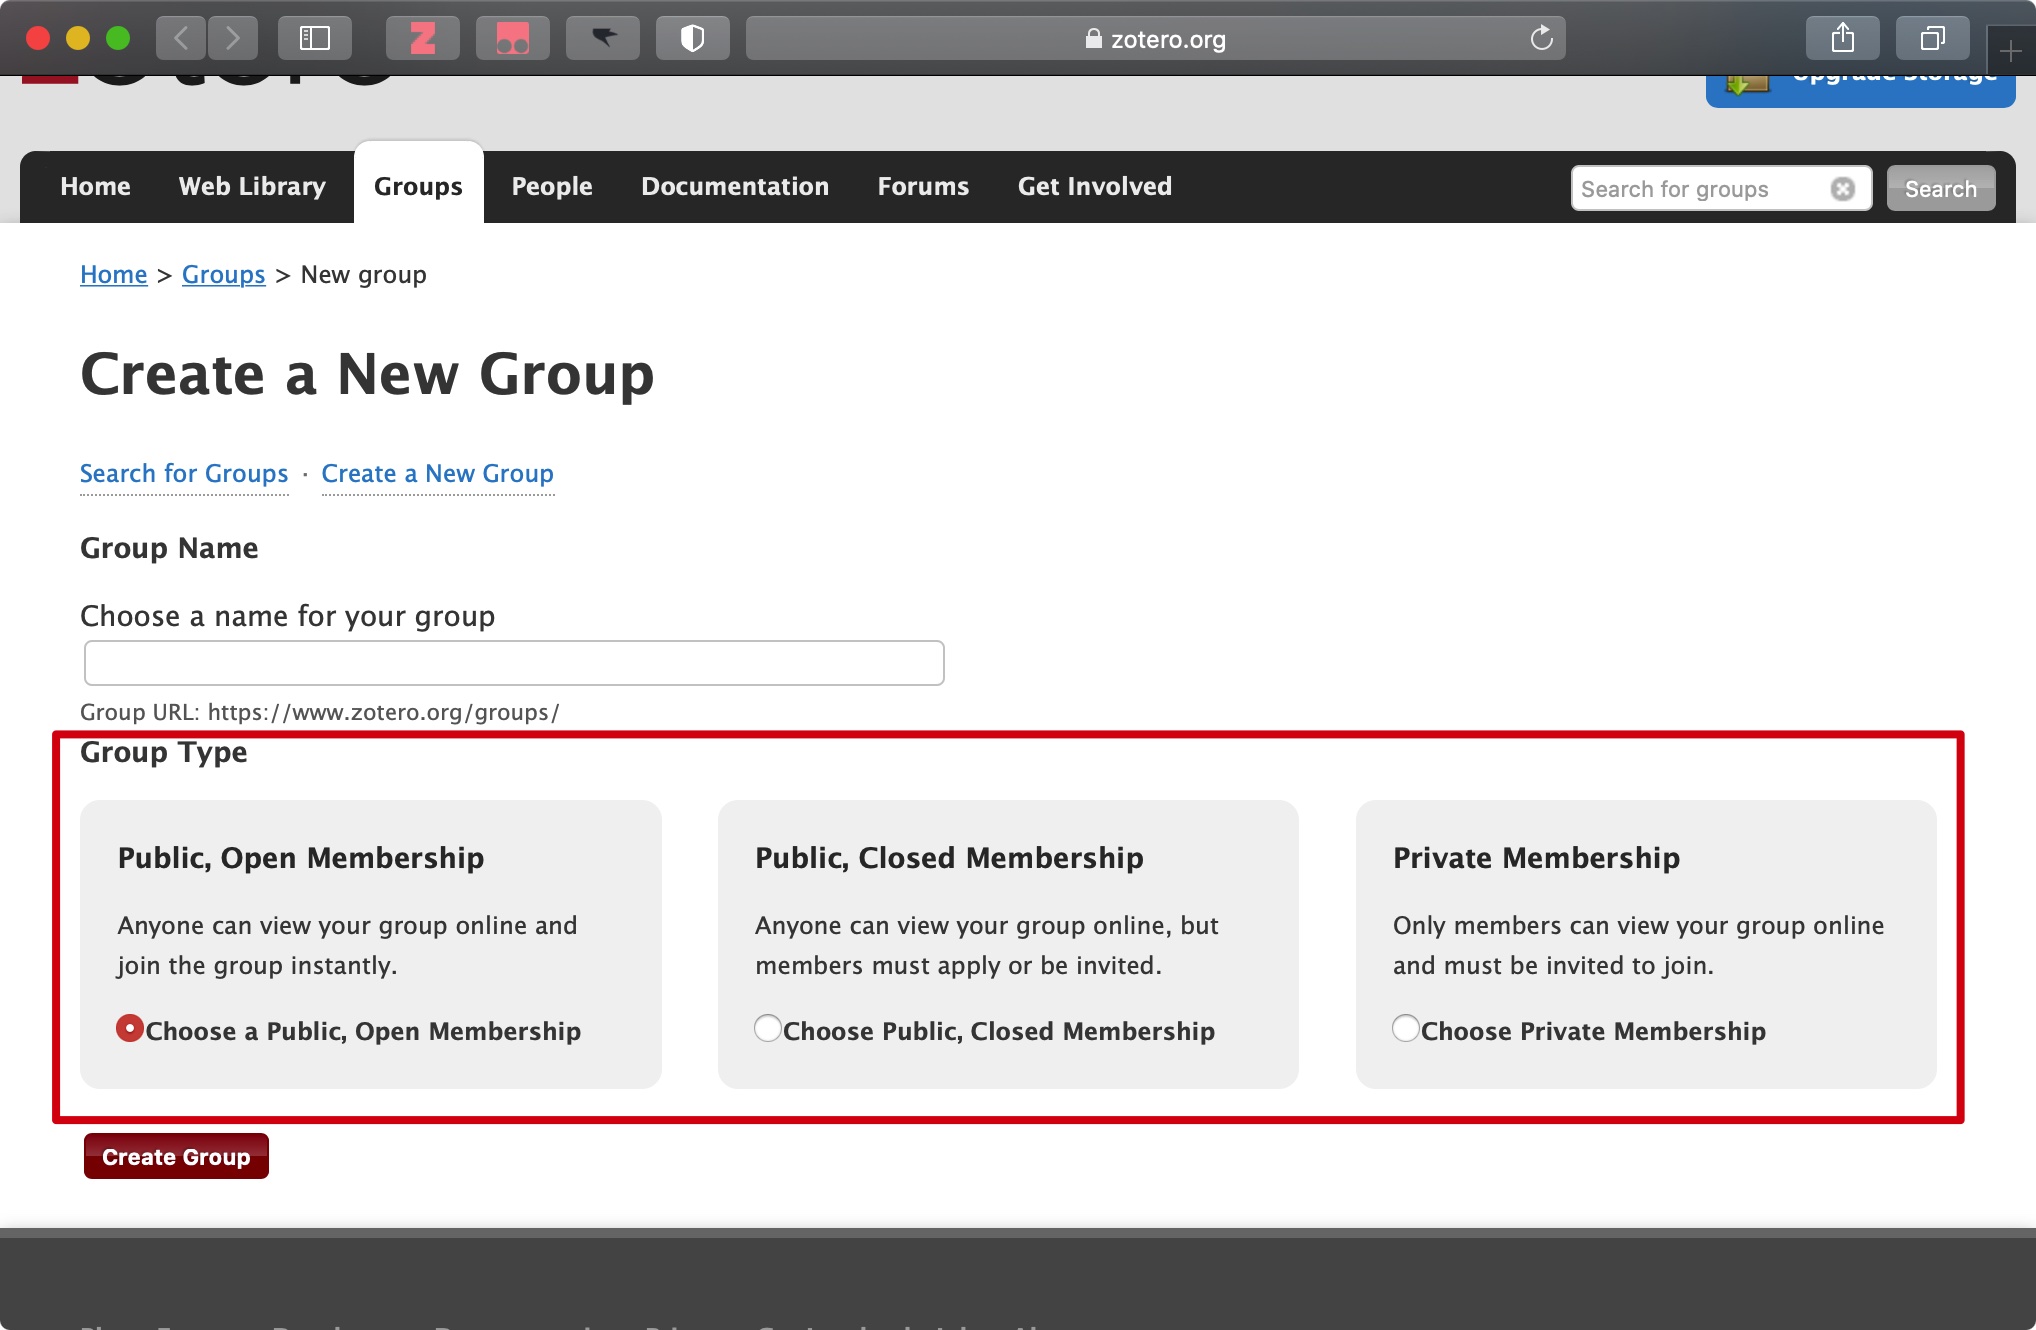 zotero.org
Upgrade Storage
Home Web Library Groups People Documentation Forums Get Involved Search for groups Search
Home > Groups > New group
Create a New Group
Search for Groups · Create a New Group
Group Name
Choose a name for your group
Group URL: https://www.zotero.org/groups/
Group Type
Public, Open Membership
Anyone can view your group online and
join the group instantly.
Choose a Public, Open Membership
Public, Closed Membership
Anyone can view your group online, but
members must apply or be invited.
Choose Public, Closed Membership
Private Membership
Only members can view your group online
and must be invited to join.
Choose Private Membership
Create Group